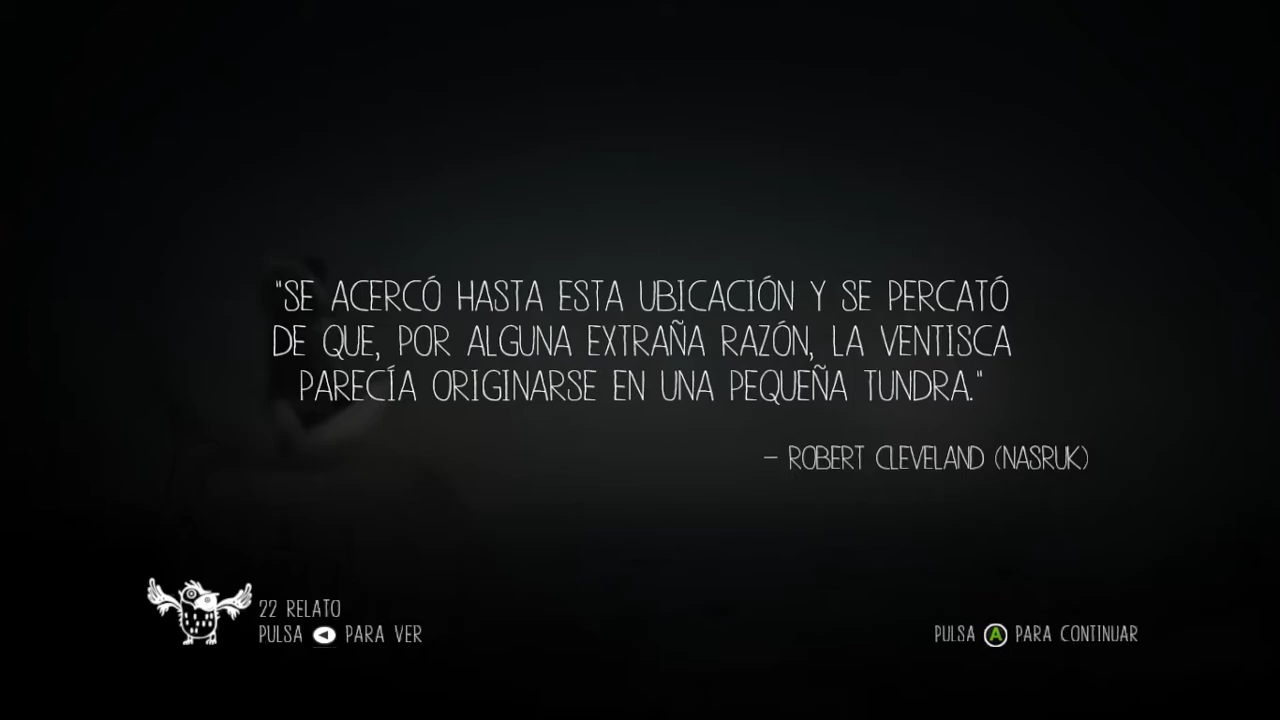 "SE ACERCÓ HASTA ESTA UBICACIÓN Y SE PERCATÓ
DE QUE, POR ALGUNA EXTRAÑA RAZÓN, LA VENTISCA
PARECÍA ORIGINARSE EN UNA PEQUEÑA TUNDRA."
– ROBERT CLEVELAND (NASRUK)
22 RELATO
PULSA ◄ PARA VER
PULSA A PARA CONTINUAR